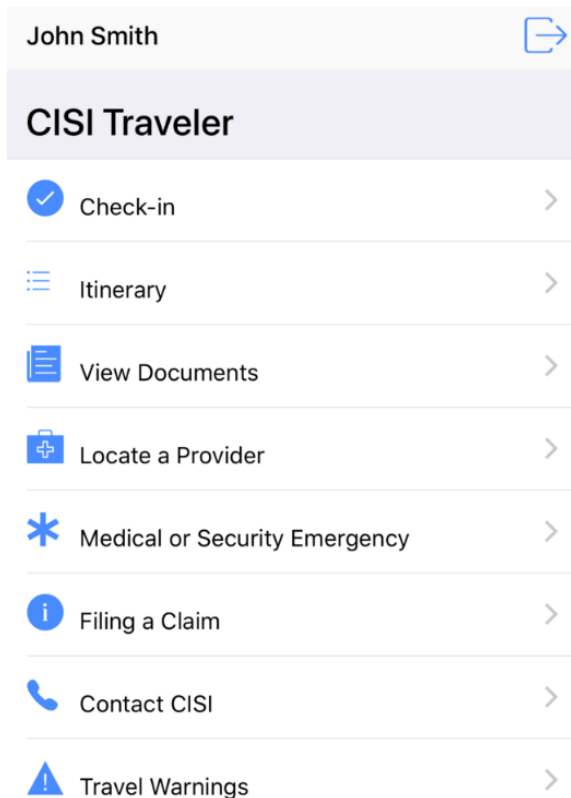 John Smith
CISI Traveler
Check-in
Itinerary
View Documents
Locate a Provider
Medical or Security Emergency
Filing a Claim
Contact CISI
Travel Warnings